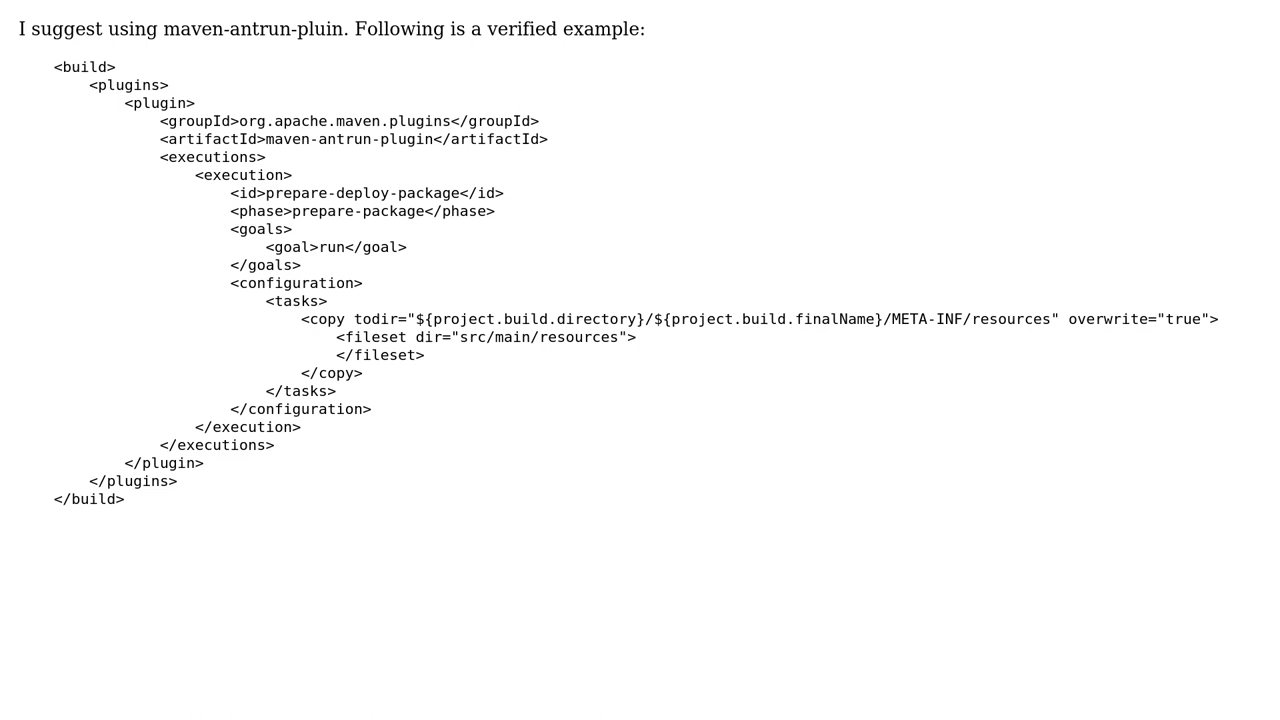 I suggest using maven-antrun-pluin. Following is a verified example:
<build>
    <plugins>
        <plugin>
            <groupId>org.apache.maven.plugins</groupId>
            <artifactId>maven-antrun-plugin</artifactId>
            <executions>
                <execution>
                    <id>prepare-deploy-package</id>
                    <phase>prepare-package</phase>
                    <goals>
                        <goal>run</goal>
                    </goals>
                    <configuration>
                        <tasks>
                            <copy todir="${project.build.directory}/${project.build.finalName}/META-INF/resources" overwrite="true">
                                <fileset dir="src/main/resources">
                                </fileset>
                            </copy>
                        </tasks>
                    </configuration>
                </execution>
            </executions>
        </plugin>
    </plugins>
</build>